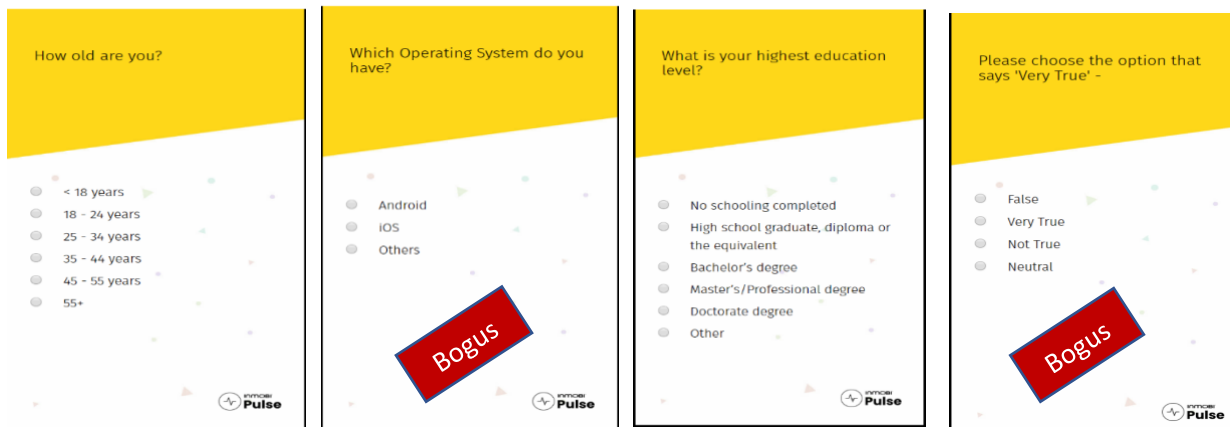 How old are you?
< 18 years
18 - 24 years
25 - 34 years
35 - 44 years
45 - 55 years
55+
INMOBI
Pulse
Which Operating System do you
have?
Android
iOS
Others
Bogus
INMOBI
Pulse
What is your highest education
level?
No schooling completed
High school graduate, diploma or
the equivalent
Bachelor's degree
Master's/Professional degree
Doctorate degree
Other
INMOBI
Pulse
Please choose the option that
says 'Very True' -
False
Very True
Not True
Neutral
Bogus
INMOBI
Pulse